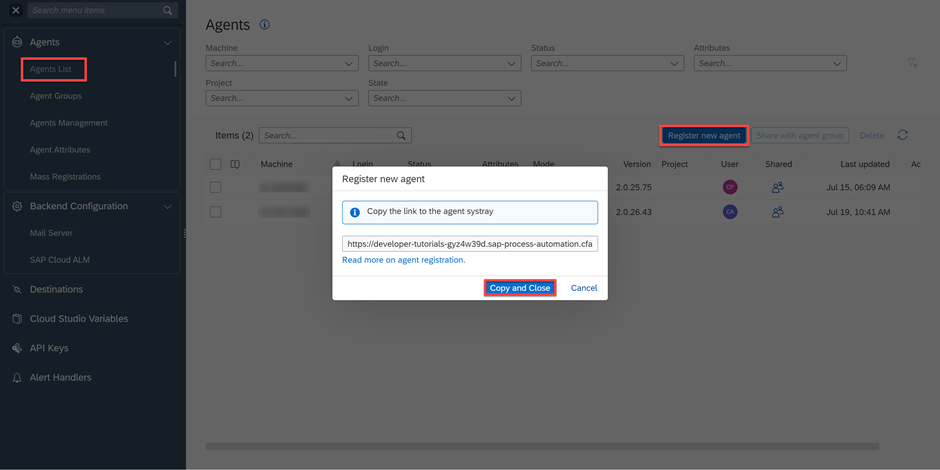 Search menu items
Agents
Agents List
Agent Groups
Agents Management
Agent Attributes
Mass Registrations
Backend Configuration
Mail Server
SAP Cloud ALM
Destinations
Cloud Studio Variables
API Keys
Alert Handlers
Agents
Machine Login Status Attributes
Search... Search... Search... Search...
Project State
Search... Search...
Items (2) Search... Register new agent Share with agent group Delete
Machine Login Status Attributes Mode Version Project User Shared Last updated Ac
2.0.25.75 CP Jul 15, 06:09 AM
2.0.26.43 CA Jul 19, 10:41 AM
Register new agent
Copy the link to the agent systray
https://developer-tutorials-gyz4w39d.sap-process-automation.cfa
Read more on agent registration.
Copy and Close Cancel